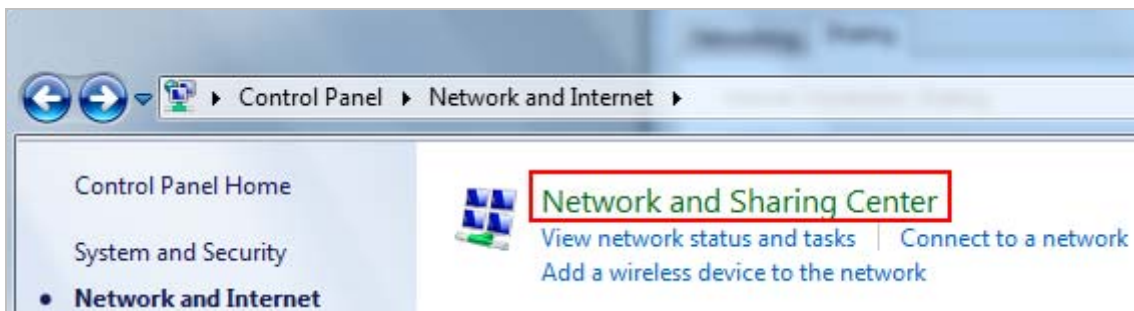 Control Panel ▸ Network and Internet ▸
Control Panel Home
System and Security
• Network and Internet
Network and Sharing Center
View network status and tasks | Connect to a network
Add a wireless device to the network